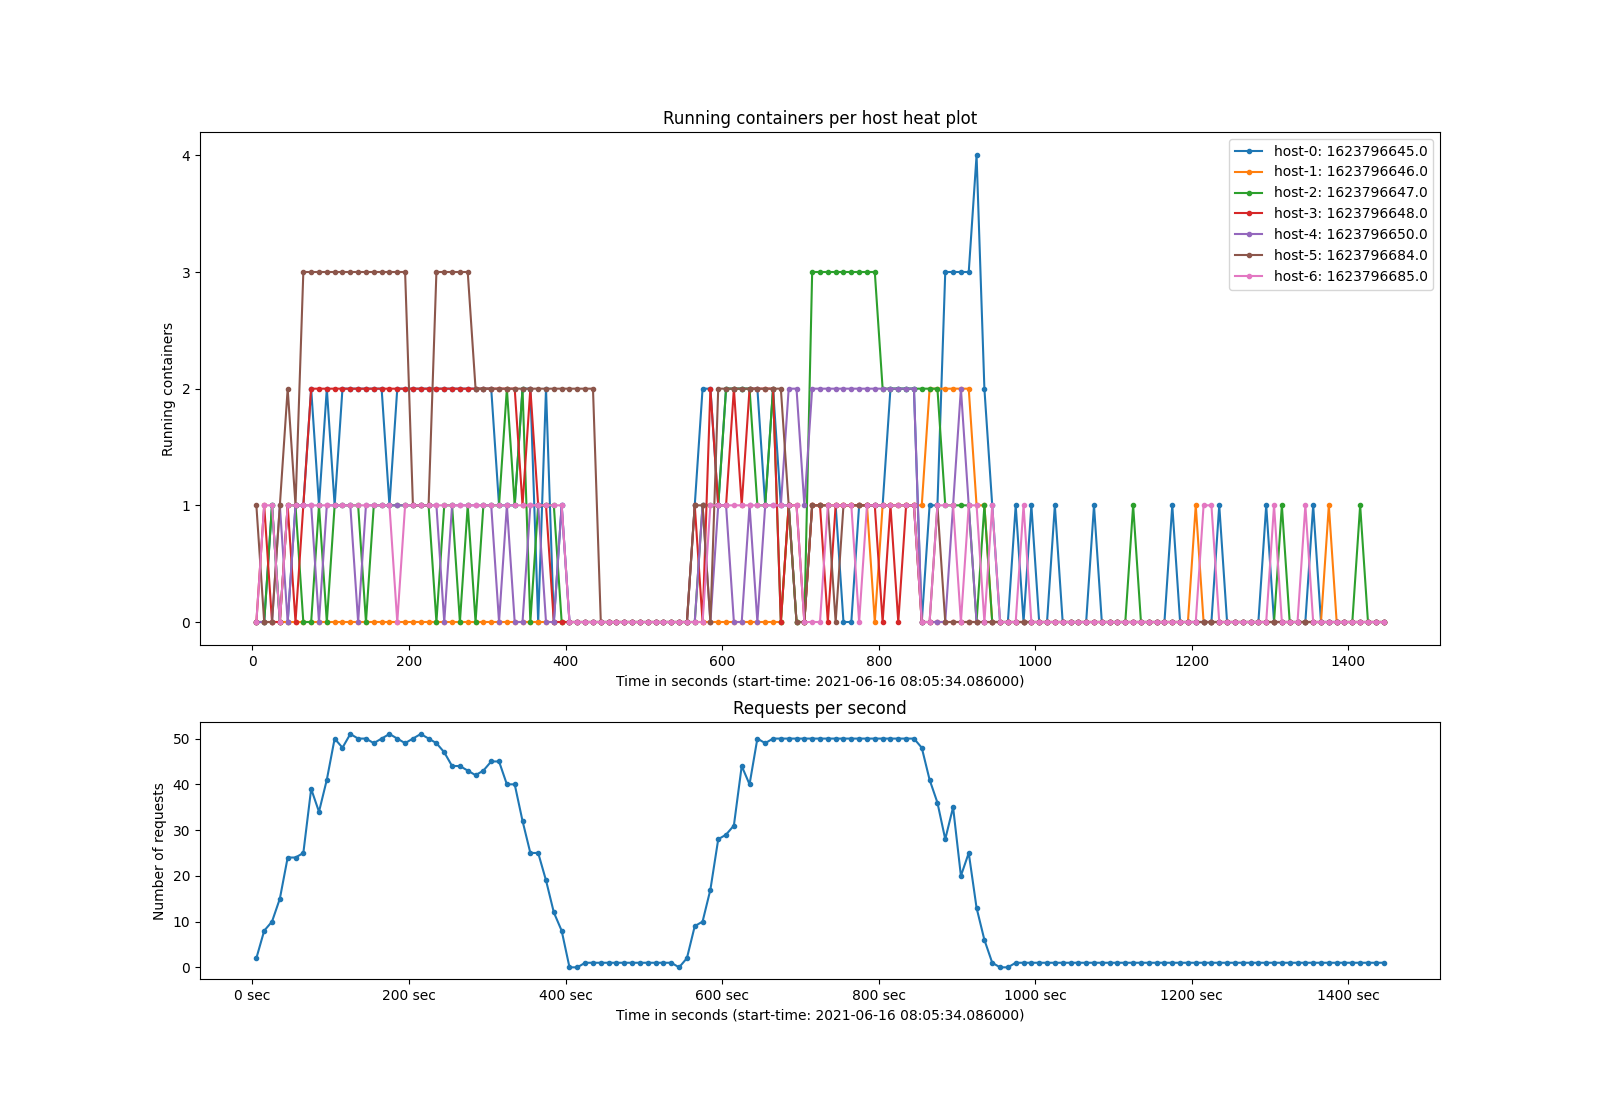 Running containers per host heat plot
4
3
2
1
0
Running containers
host-0: 1623796645.0
host-1: 1623796646.0
host-2: 1623796647.0
host-3: 1623796648.0
host-4: 1623796650.0
host-5: 1623796684.0
host-6: 1623796685.0
0 200 400 600 800 1000 1200 1400
Time in seconds (start-time: 2021-06-16 08:05:34.086000)
Requests per second
50
40
30
20
10
0
Number of requests
0 sec 200 sec 400 sec 600 sec 800 sec 1000 sec 1200 sec 1400 sec
Time in seconds (start-time: 2021-06-16 08:05:34.086000)